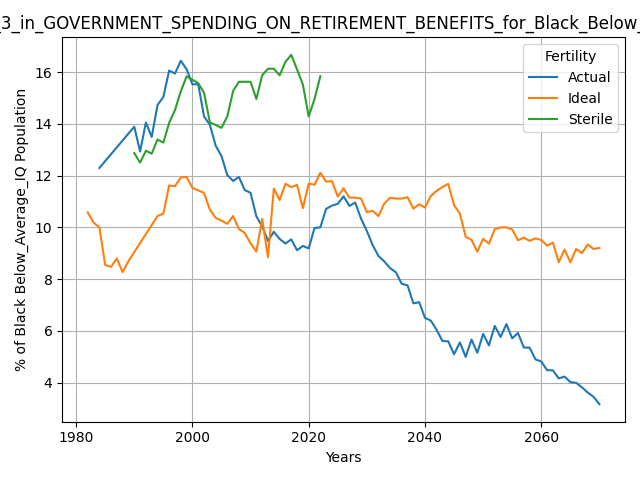 _3_in_GOVERNMENT_SPENDING_ON_RETIREMENT_BENEFITS_for_Black_Below_
Fertility
Actual
Ideal
Sterile
% of Black Below_Average_IQ Population
16
14
12
10
8
6
4
1980
2000
2020
2040
2060
Years